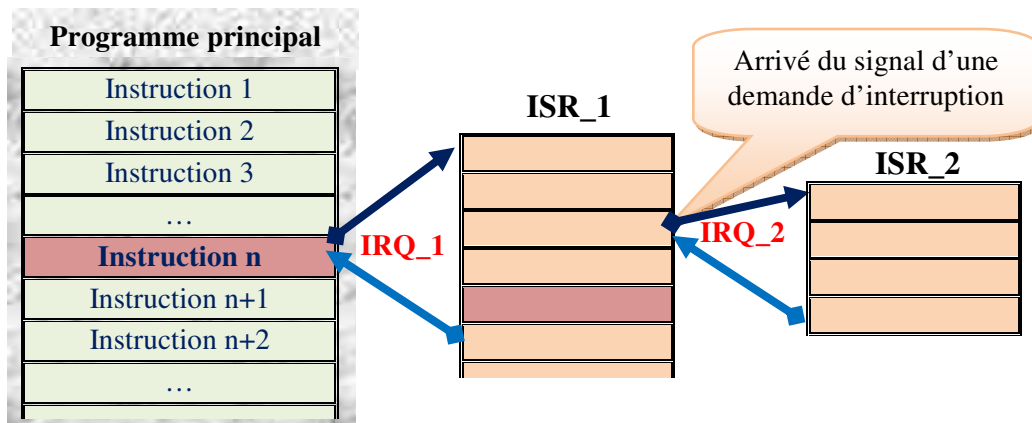 Programme principal
Instruction 1
Instruction 2
Instruction 3
…
Instruction n
Instruction n+1
Instruction n+2
…
IRQ_1
ISR_1
Arrivé du signal d'une
demande d'interruption
ISR_2
IRQ_2